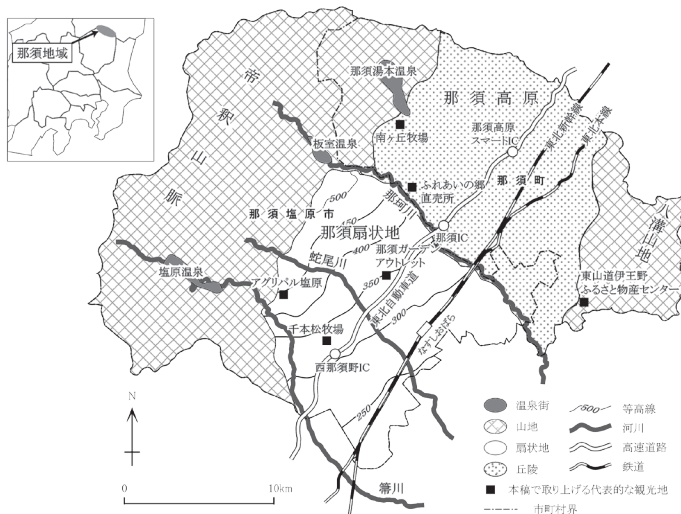 那須地域
帝釈山脈
那須湯本温泉
那須高原
南ヶ丘牧場
那須高原
スマートIC
東北新幹線
東北本線
板室温泉
ふれあいの郷
直売所
那須町
那珂川
500
450
400
350
300
250
那須塩原市
那須扇状地
那須IC
八溝山地
蛇尾川
那須ガーデン
アウトレット
塩原温泉
アグリパル塩原
東北自動車道
東山道伊王野
ふるさと物産センター
千本松牧場
なすしおばら
西那須野IC
箒川
N
0
10km
温泉街
山地
扇状地
丘陵
500
等高線
河川
高速道路
鉄道
本稿で取り上げる代表的な観光地
市町村界